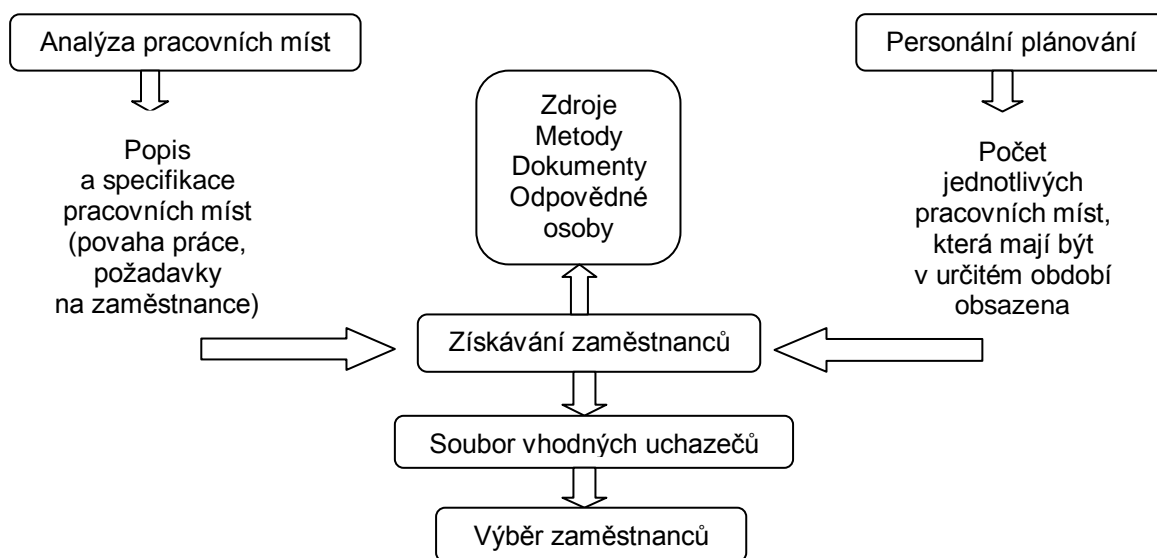 Analýza pracovních míst
Personální plánování
Zdroje
Metody
Dokumenty
Odpovědné
osoby
Popis
a specifikace
pracovních míst
(povaha práce,
požadavky
na zaměstnance)
Počet
jednotlivých
pracovních míst,
která mají být
v určitém období
obsazena
Získávání zaměstnanců
Soubor vhodných uchazečů
Výběr zaměstnanců